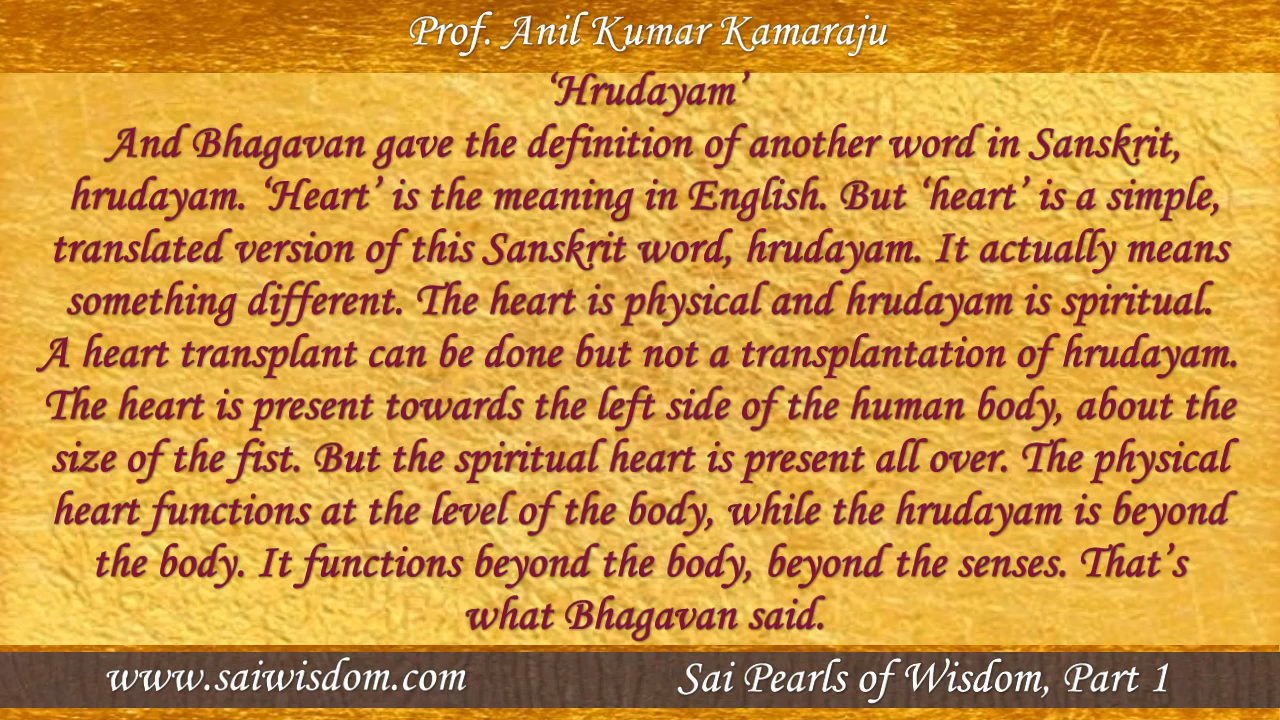 Prof. Anil Kumar Kamaraju
‘Hrudayam’
And Bhagavan gave the definition of another word in Sanskrit,
hrudayam. ‘Heart’ is the meaning in English. But ‘heart’ is a simple,
translated version of this Sanskrit word, hrudayam. It actually means
something different. The heart is physical and hrudayam is spiritual.
A heart transplant can be done but not a transplantation of hrudayam.
The heart is present towards the left side of the human body, about the
size of the fist. But the spiritual heart is present all over. The physical
heart functions at the level of the body, while the hrudayam is beyond
the body. It functions beyond the body, beyond the senses. That’s
what Bhagavan said.
www.saiwisdom.com Sai Pearls of Wisdom, Part 1